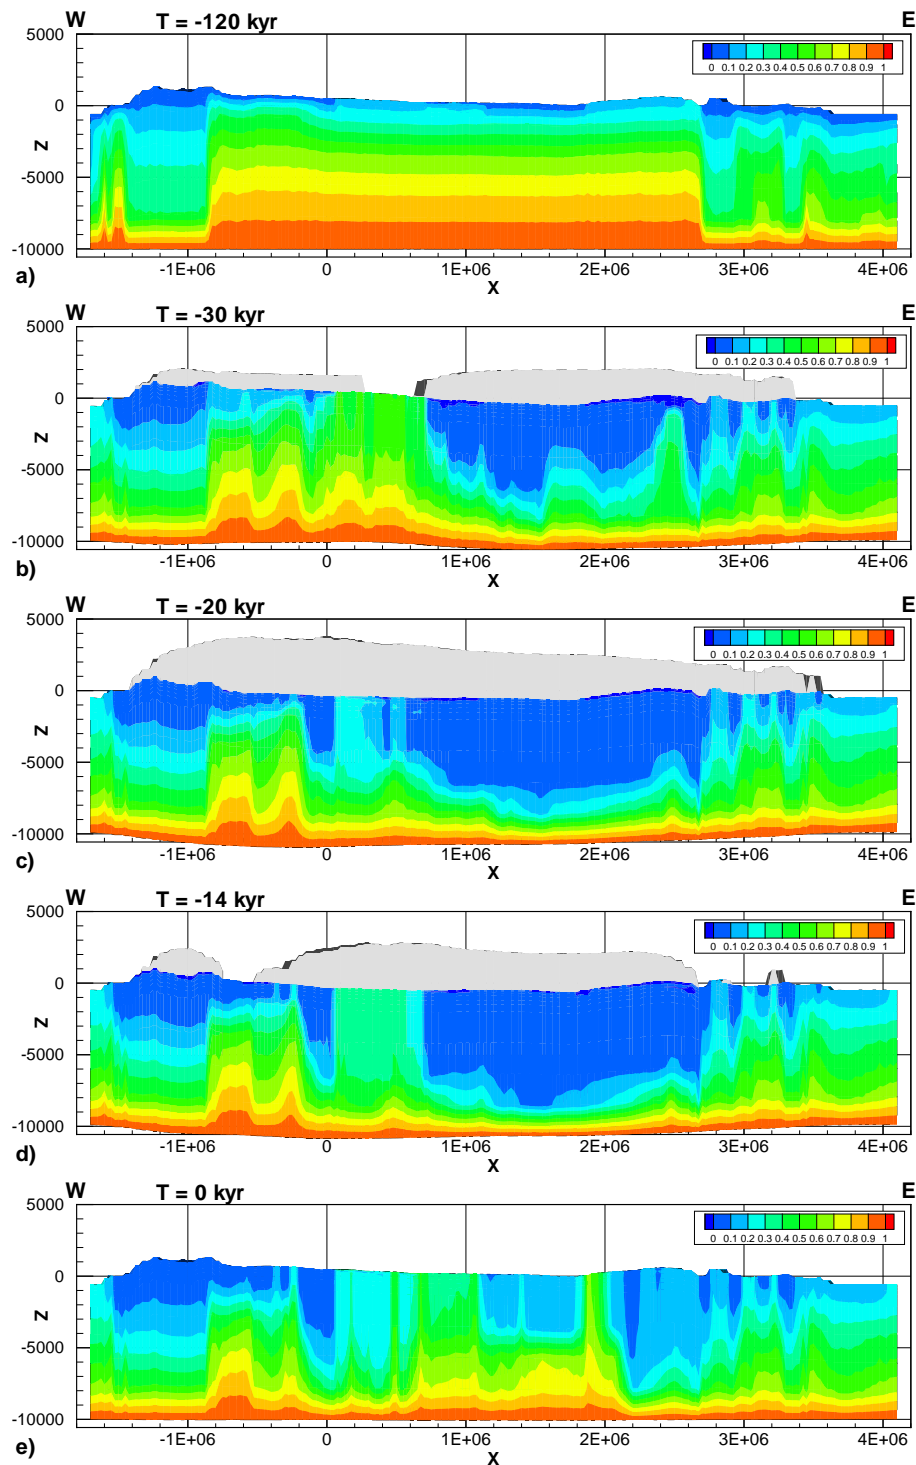 W T = -120 kyr E
5000
0 0.1 0.2 0.3 0.4 0.5 0.6 0.7 0.8 0.9 1
0
Z
-5000
-10000
-1E+06 0 1E+06 2E+06 3E+06 4E+06
a) X
W T = -30 kyr E
5000
0 0.1 0.2 0.3 0.4 0.5 0.6 0.7 0.8 0.9 1
0
Z
-5000
-10000
-1E+06 0 1E+06 2E+06 3E+06 4E+06
b) X
W T = -20 kyr E
5000
0 0.1 0.2 0.3 0.4 0.5 0.6 0.7 0.8 0.9 1
0
Z
-5000
-10000
-1E+06 0 1E+06 2E+06 3E+06 4E+06
c) X
W T = -14 kyr E
5000
0 0.1 0.2 0.3 0.4 0.5 0.6 0.7 0.8 0.9 1
0
Z
-5000
-10000
-1E+06 0 1E+06 2E+06 3E+06 4E+06
d) X
W T = 0 kyr E
5000
0 0.1 0.2 0.3 0.4 0.5 0.6 0.7 0.8 0.9 1
0
Z
-5000
-10000
-1E+06 0 1E+06 2E+06 3E+06 4E+06
e) X